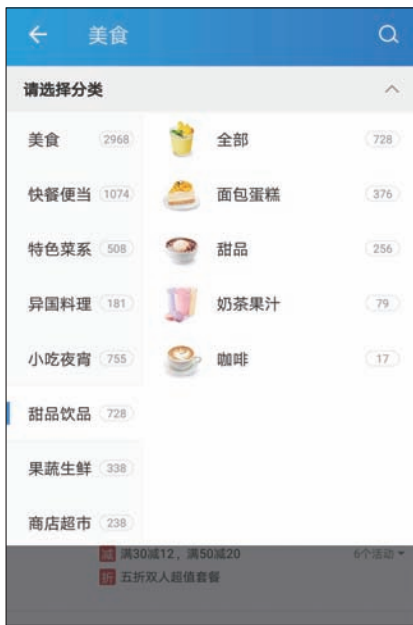 美食
请选择分类
美食 2968
全部 728
快餐便当 1074
面包蛋糕 376
特色菜系 508
甜品 256
异国料理 181
奶茶果汁 79
小吃夜宵 755
咖啡 17
甜品饮品 728
果蔬生鲜 338
商店超市 238
减 满30减12，满50减20 6个活动
折 五折双人超值套餐